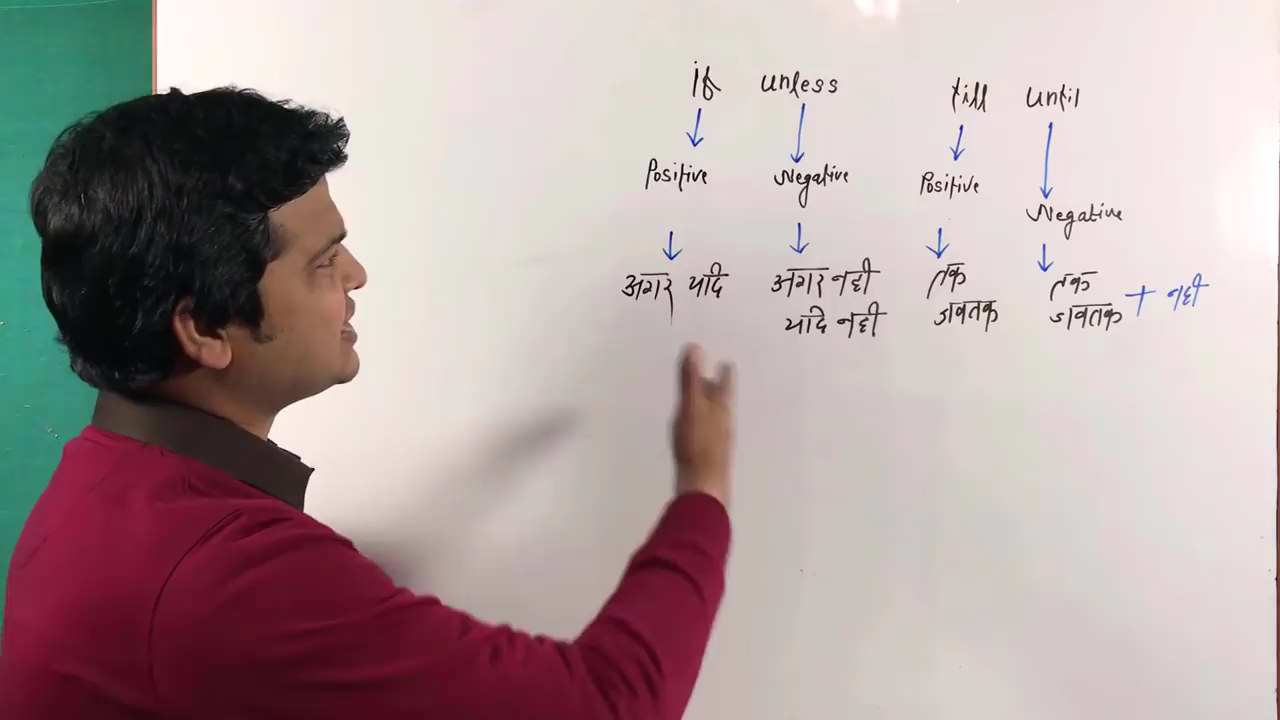 if unless till until
Positive Negative Positive Negative
अगर यदि अगर नही तक तक
यदि नही जबतक जबतक + नही